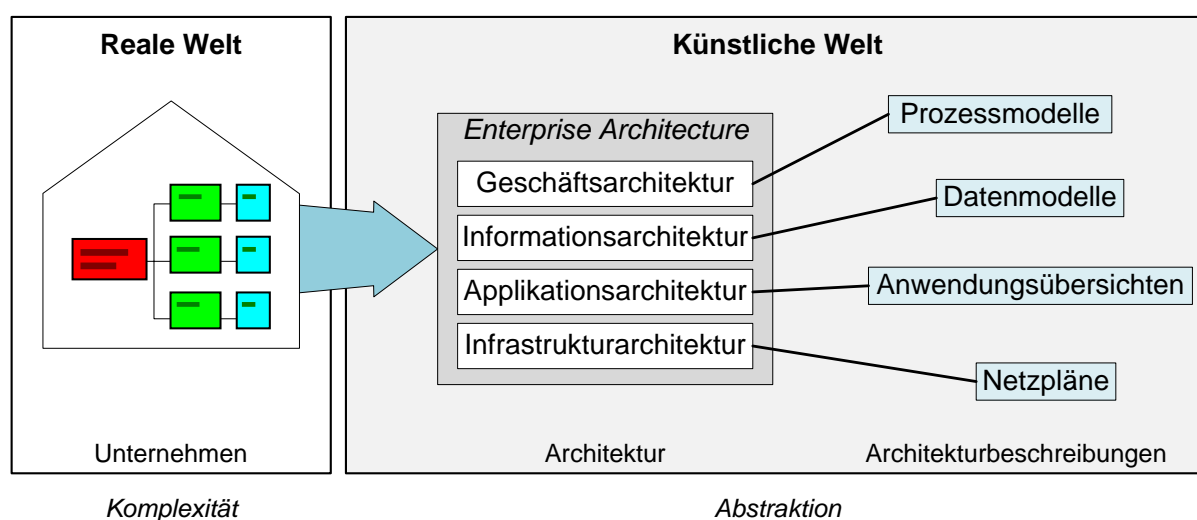 Reale Welt
Künstliche Welt
Enterprise Architecture
Geschäftsarchitektur
Informationsarchitektur
Applikationsarchitektur
Infrastrukturarchitektur
Prozessmodelle
Datenmodelle
Anwendungsübersichten
Netzpläne
Unternehmen
Architektur
Architekturbeschreibungen
Komplexität
Abstraktion